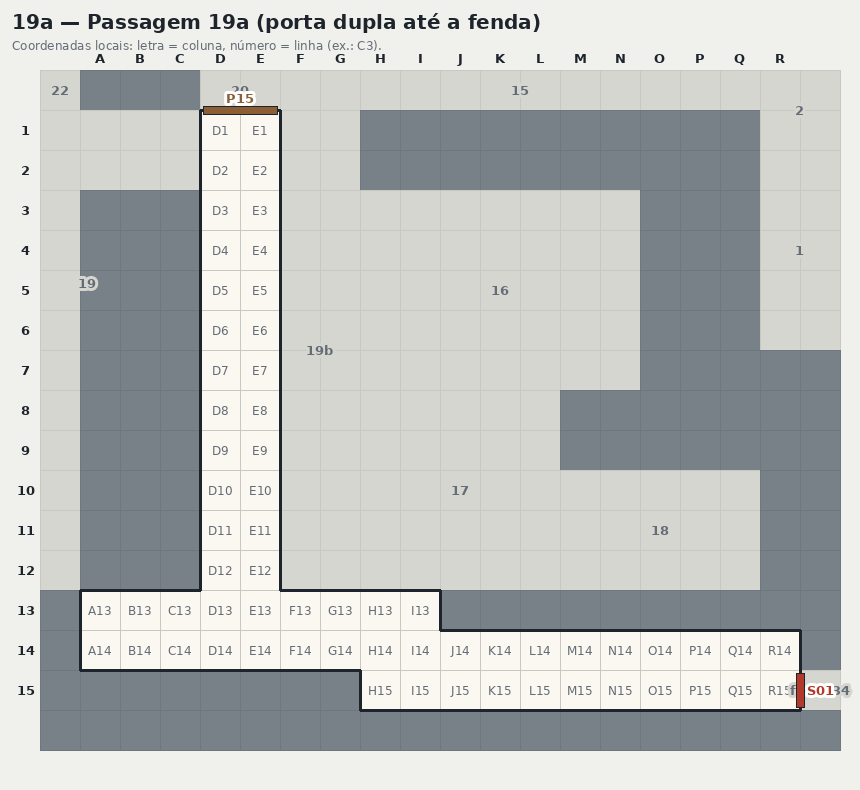 19a — Passagem 19a (porta dupla até a fenda)
Coordenadas locais: letra = coluna, número = linha (ex.: C3).
A B C D E F G H I J K L M N O P Q R
22 20 15
P15
2
1 D1 E1
2 D2 E2
3 D3 E3
4 D4 E4 1
19
5 D5 E5 16
6 D6 E6
19b
7 D7 E7
8 D8 E8
9 D9 E9
10 D10 E10 17
11 D11 E11 18
12 D12 E12
13 A13 B13 C13 D13 E13 F13 G13 H13 I13
14 A14 B14 C14 D14 E14 F14 G14 H14 I14 J14 K14 L14 M14 N14 O14 P14 Q14 R14
15 H15 I15 J15 K15 L15 M15 N15 O15 P15 Q15 R15 S01